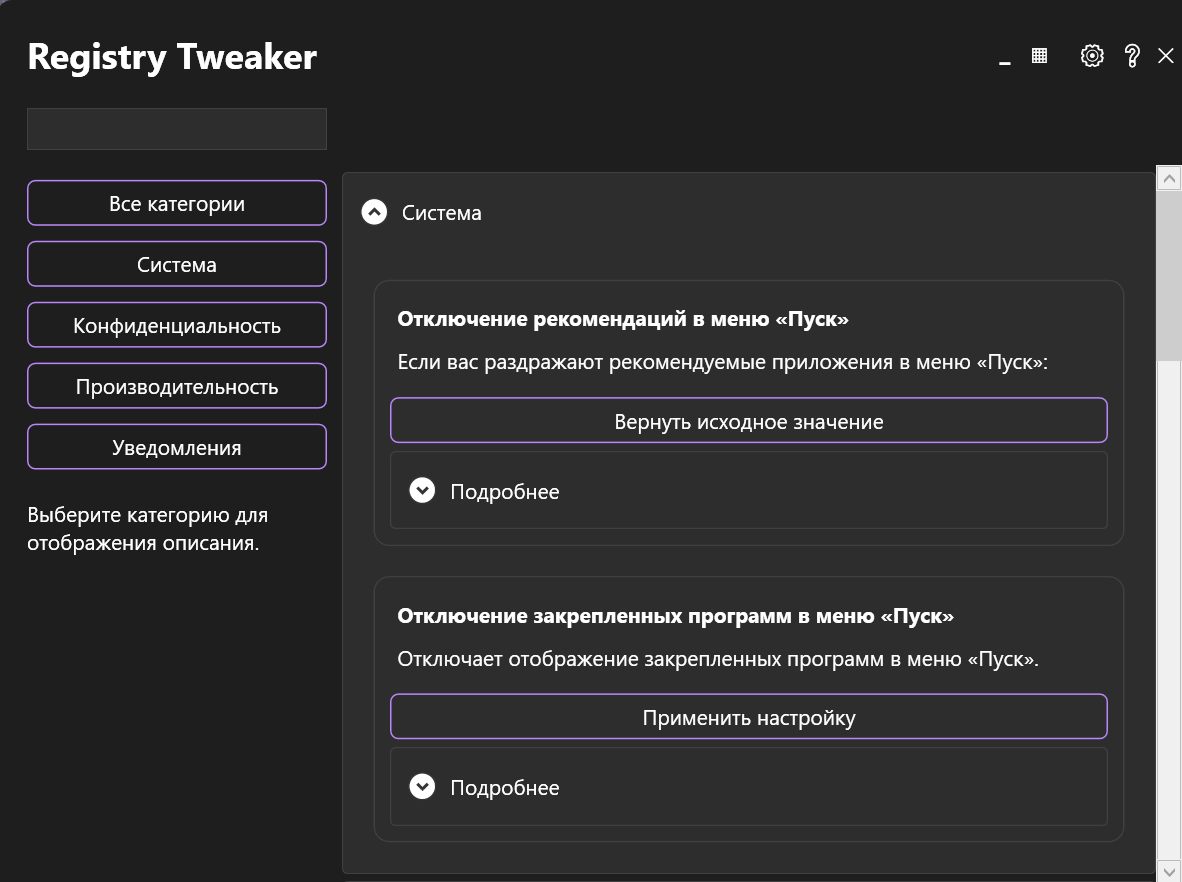 Registry Tweaker
Все категории
Система
Конфиденциальность
Производительность
Уведомления
Выберите категорию для
отображения описания.
Система
Отключение рекомендаций в меню «Пуск»
Если вас раздражают рекомендуемые приложения в меню «Пуск»:
Вернуть исходное значение
Подробнее
Отключение закрепленных программ в меню «Пуск»
Отключает отображение закрепленных программ в меню «Пуск».
Применить настройку
Подробнее